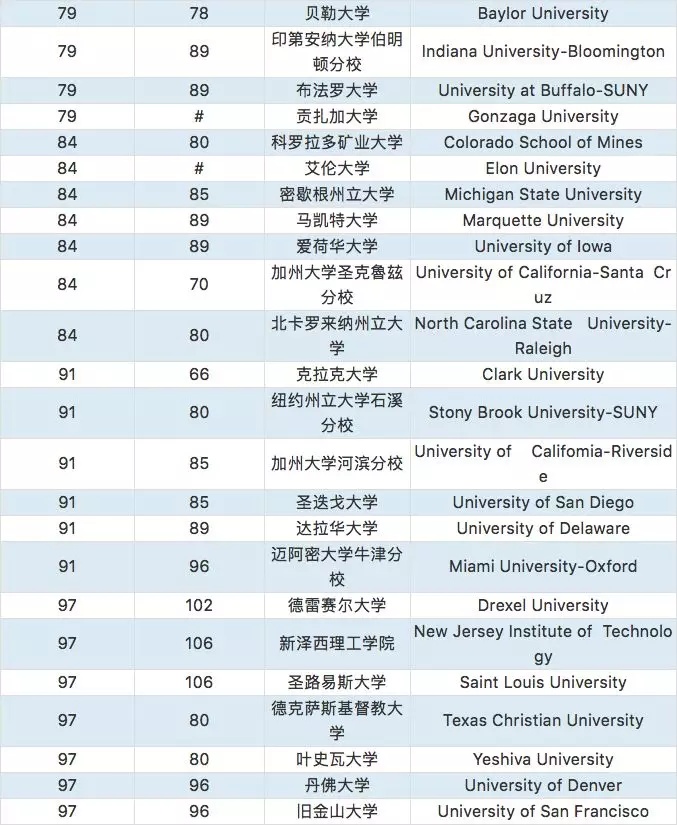 79 78 贝勒大学 Baylor University
79 89 印第安纳大学伯明 Indiana University-Bloomington
顿分校
79 89 布法罗大学 University at Buffalo-SUNY
79 # 贡扎加大学 Gonzaga University
84 80 科罗拉多矿业大学 Colorado School of Mines
84 # 艾伦大学 Elon University
84 85 密歇根州立大学 Michigan State University
84 89 马凯特大学 Marquette University
84 89 爱荷华大学 University of Iowa
84 70 加州大学圣克鲁兹 University of California-Santa Cr
分校 uz
84 80 北卡罗来纳州立大 North Carolina State University-
学 Raleigh
91 66 克拉克大学 Clark University
91 80 纽约州立大学石溪 Stony Brook University-SUNY
分校
91 85 加州大学河滨分校 University of Califomia-Riversid
e
91 85 圣迭戈大学 University of San Diego
91 89 达拉华大学 University of Delaware
91 96 迈阿密大学牛津分 Miami University-Oxford
校
97 102 德雷赛尔大学 Drexel University
97 106 新泽西理工学院 New Jersey Institute of Technolo
gy
97 106 圣路易斯大学 Saint Louis University
97 80 德克萨斯基督教大 Texas Christian University
学
97 80 叶史瓦大学 Yeshiva University
97 96 丹佛大学 University of Denver
97 96 旧金山大学 University of San Francisco